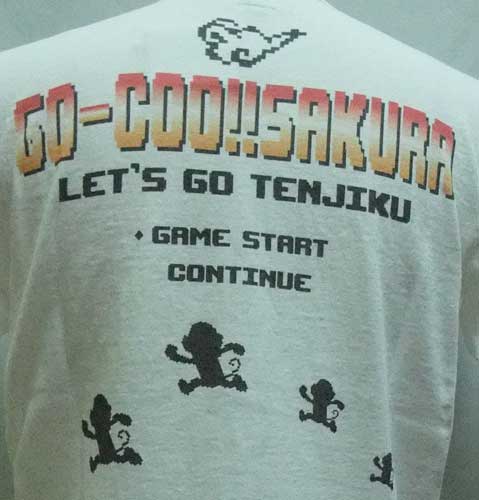 GO-COO!!SAKURA
LET'S GO TENJIKU
♦ GAME START
CONTINUE